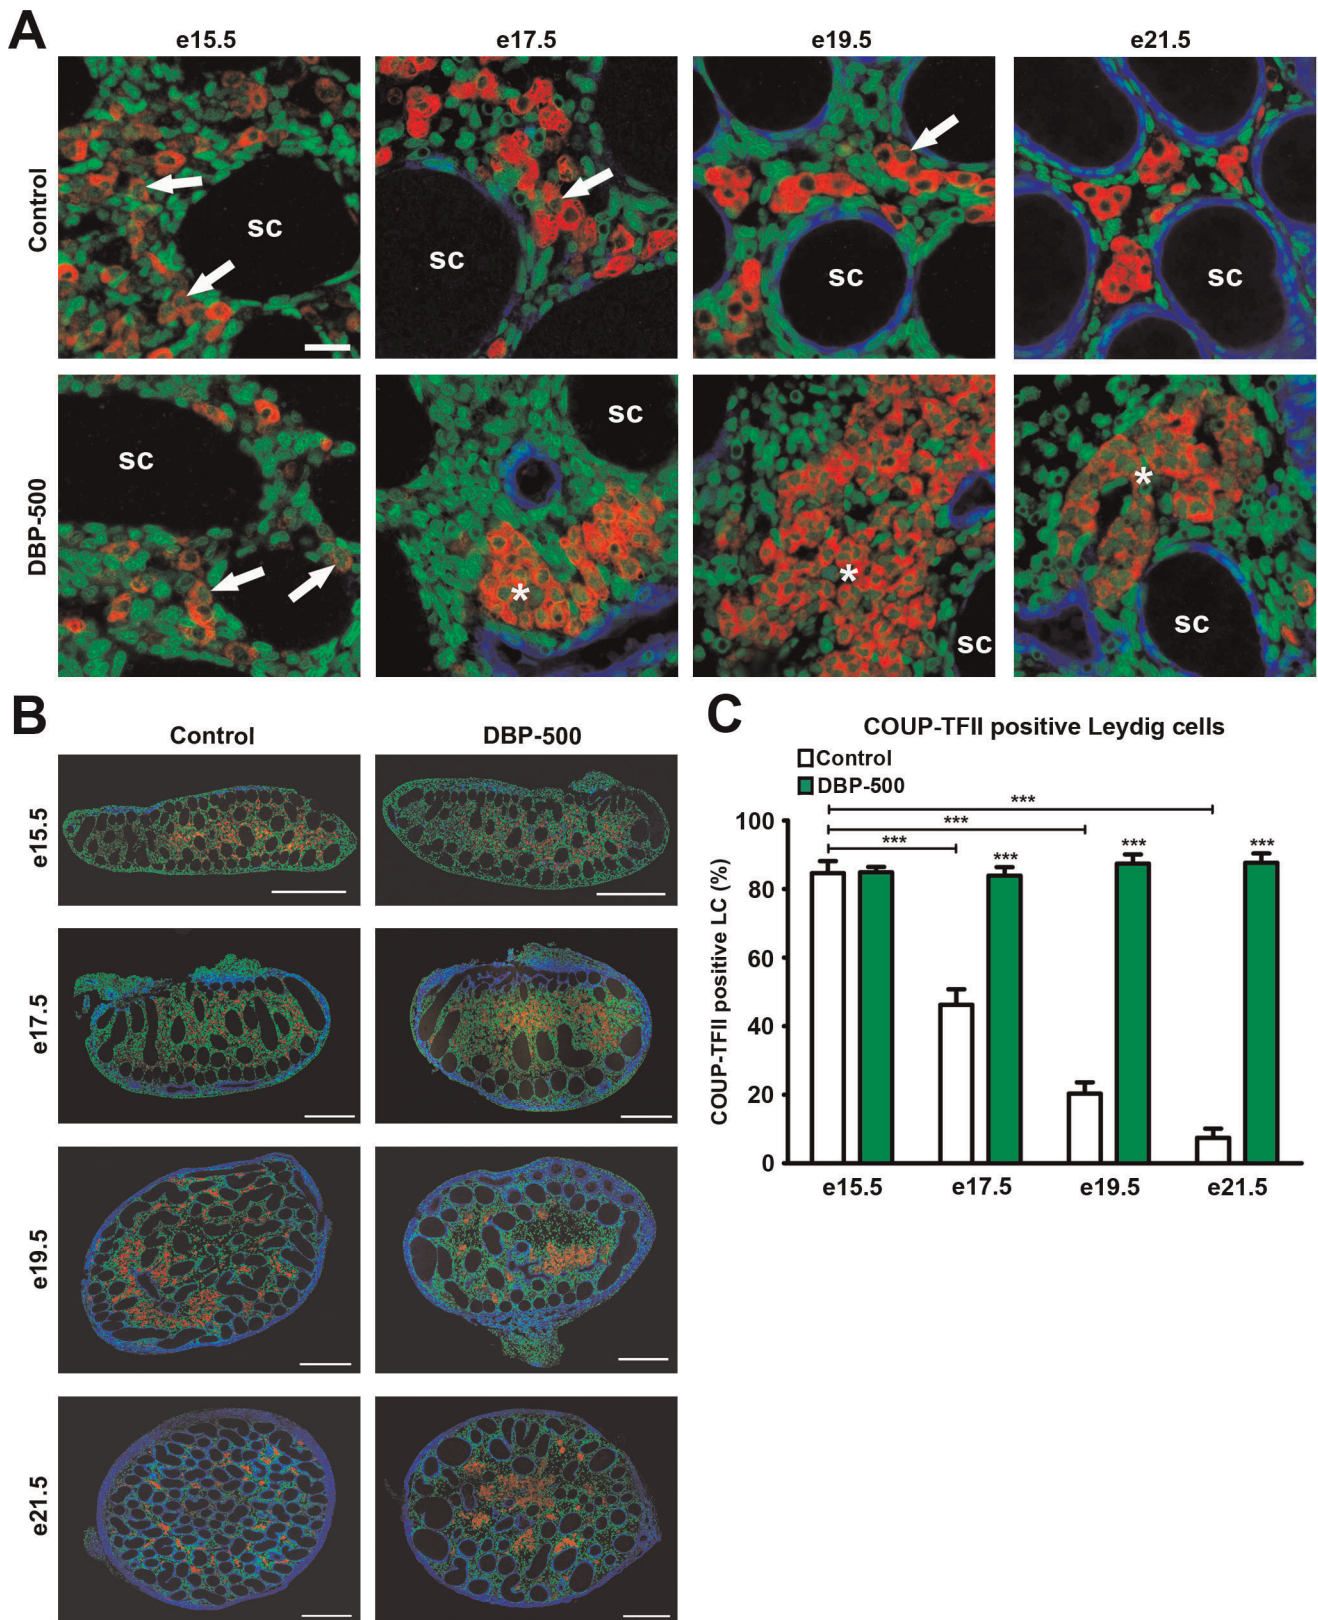 A
e15.5 e17.5 e19.5 e21.5
Control
sc sc sc sc
DBP-500
sc sc sc sc
* * *
B
Control DBP-500
e15.5
e17.5
e19.5
e21.5
C
COUP-TFII positive Leydig cells
Control
DBP-500
***
***
***
*** *** ***
COUP-TFII positive LC (%)
100
80
60
40
20
0
e15.5 e17.5 e19.5 e21.5